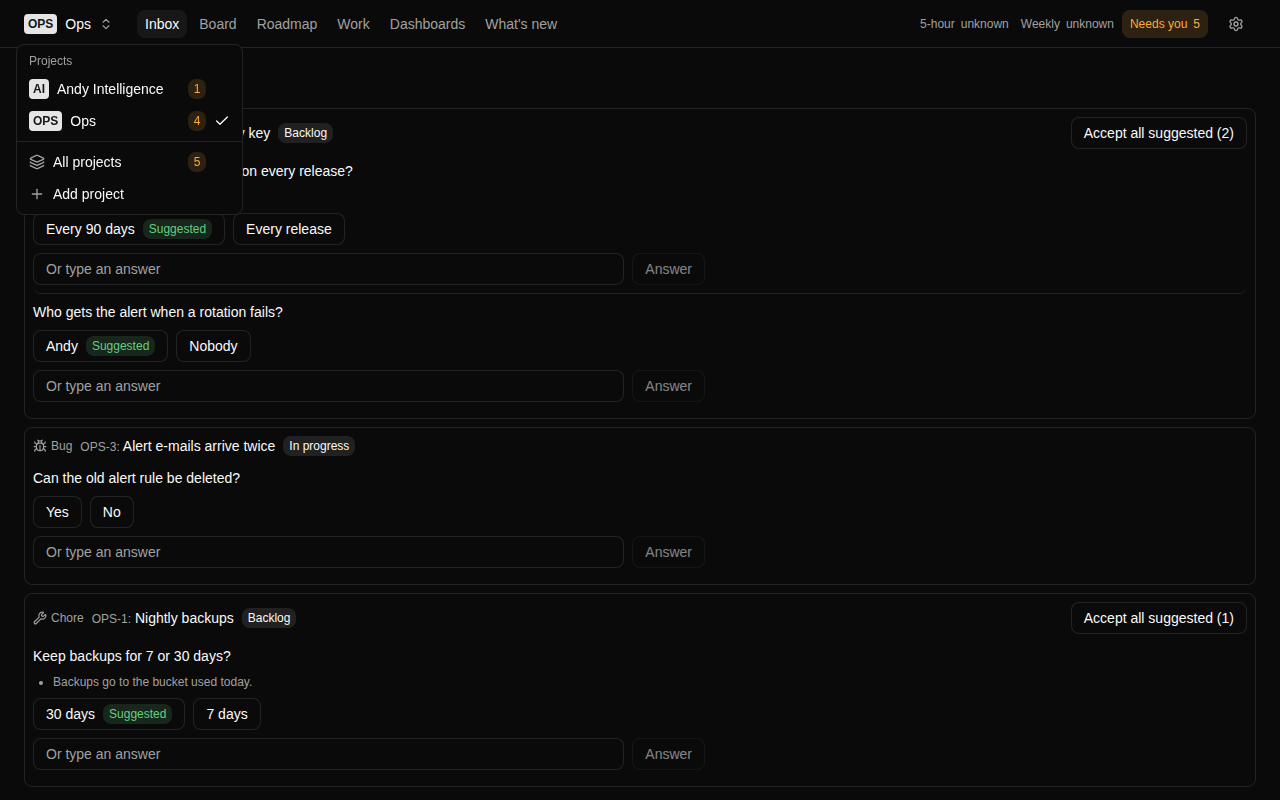 OPS Ops Inbox Board Roadmap Work Dashboards What's new 5-hour unknown Weekly unknown Needs you 5
Projects
AI Andy Intelligence 1
OPS Ops 4
All projects 5
Add project
key Backlog Accept all suggested (2)
on every release?
Every 90 days Suggested Every release
Or type an answer Answer
Who gets the alert when a rotation fails?
Andy Suggested Nobody
Or type an answer Answer
Bug OPS-3: Alert e-mails arrive twice In progress
Can the old alert rule be deleted?
Yes No
Or type an answer Answer
Chore OPS-1: Nightly backups Backlog Accept all suggested (1)
Keep backups for 7 or 30 days?
• Backups go to the bucket used today.
30 days Suggested 7 days
Or type an answer Answer